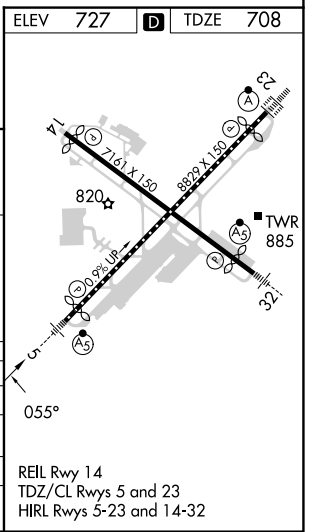 ELEV 727 D TDZE 708
23
A
P
14
P
7161 X 150
8829 X 150
820
A5
TWR
885
P
0.9% UP
P
32
5
A5
055°
REIL Rwy 14
TDZ/CL Rwys 5 and 23
HIRL Rwys 5-23 and 14-32